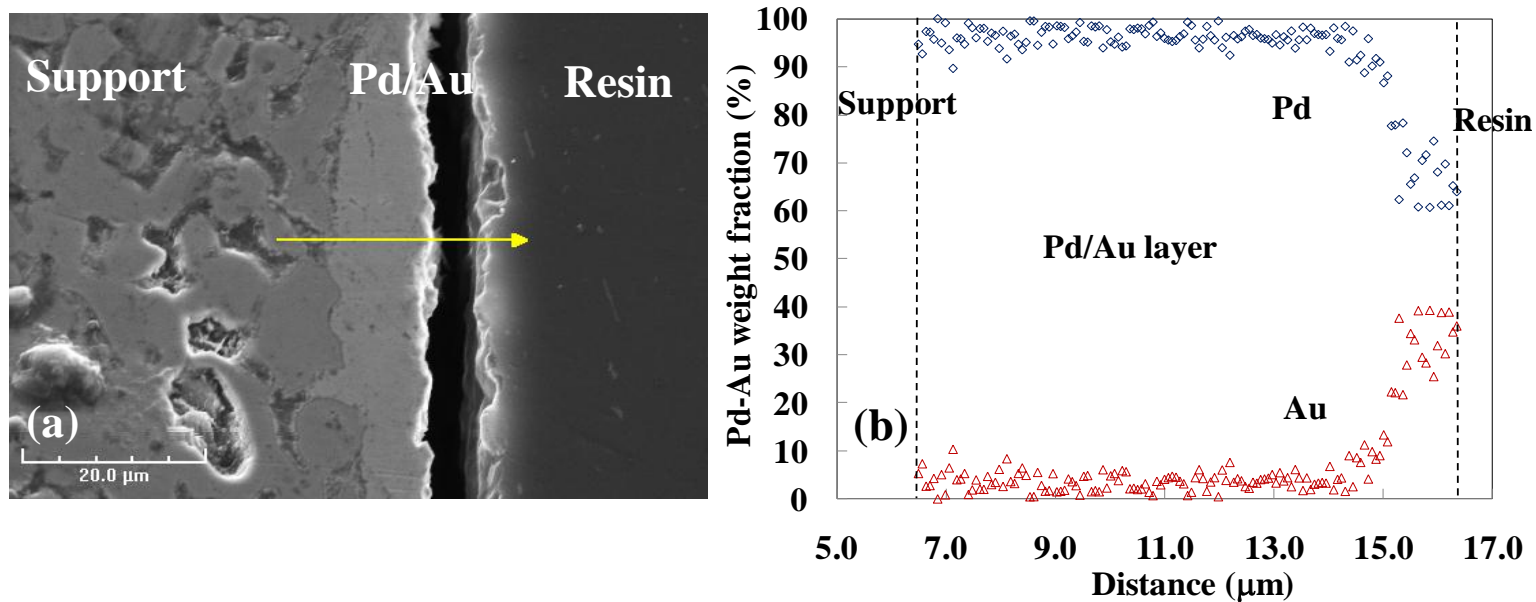 Support Pd/Au Resin
(a)
20.0 μm
Pd-Au weight fraction (%)
100
90
80
70
60
50
40
30
20
10
0
Support
Pd
Resin
Pd/Au layer
Au
(b)
5.0 7.0 9.0 11.0 13.0 15.0 17.0
Distance (μm)